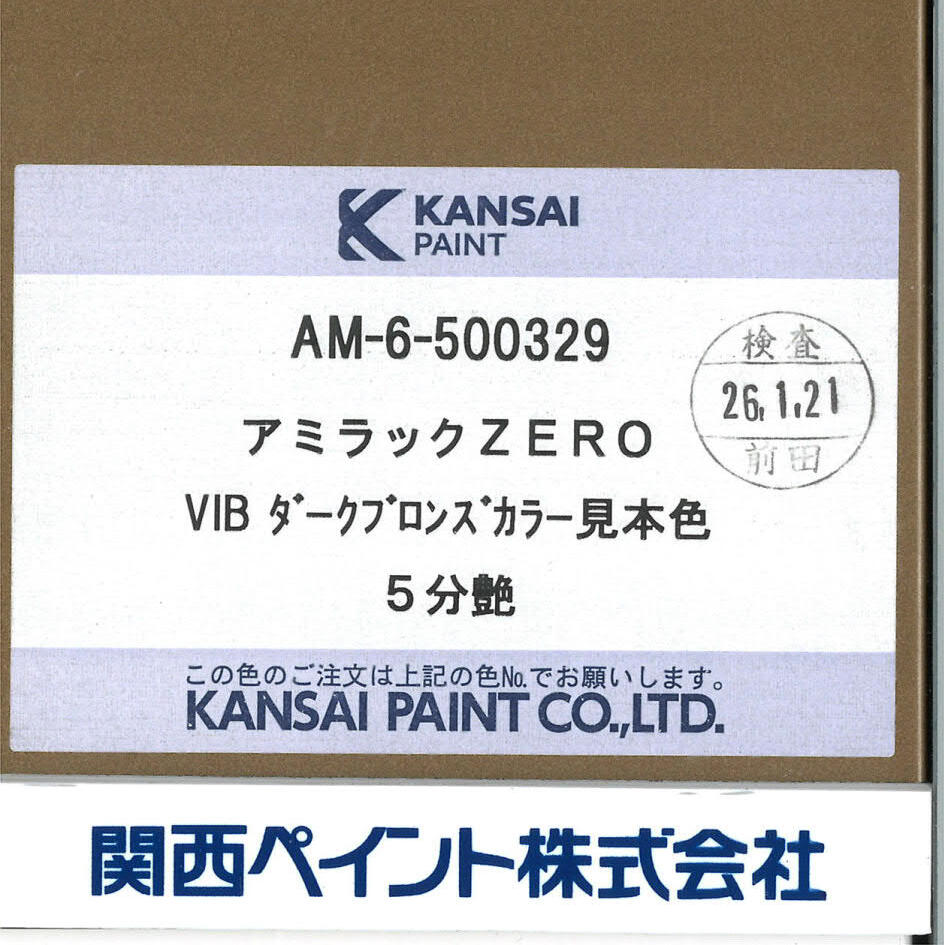 KANSAI
PAINT
AM-6-500329
検査
26.1.21
前田
アミラックZERO
VIB ダークブロンズカラー見本色
5分艶
この色のご注文は上記の色№でお願いします。
KANSAI PAINT CO.,LTD.
関西ペイント株式会社